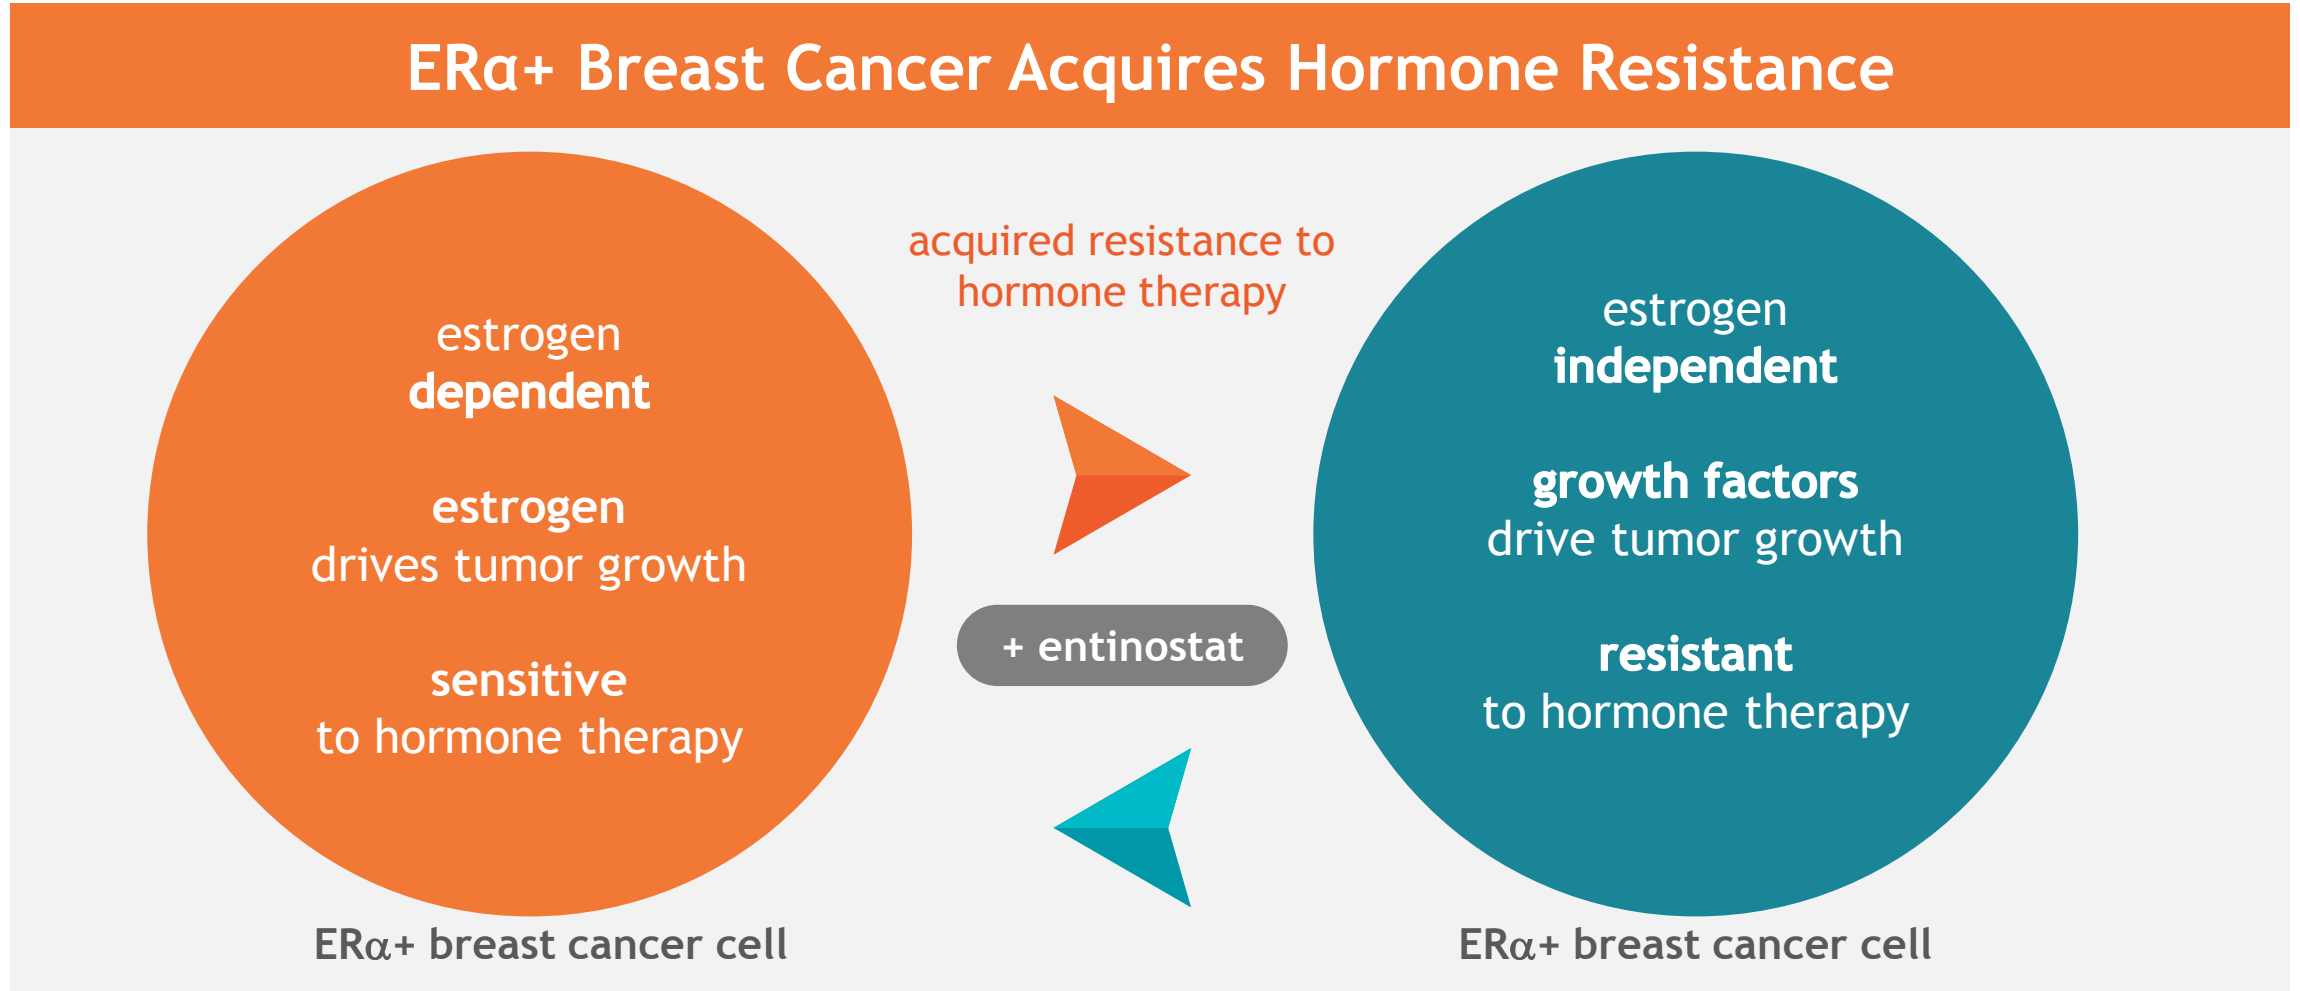 ERα+ Breast Cancer Acquires Hormone Resistance
estrogen
dependent
estrogen
drives tumor growth
sensitive
to hormone therapy
ERα+ breast cancer cell
acquired resistance to
hormone therapy
+ entinostat
estrogen
independent
growth factors
drive tumor growth
resistant
to hormone therapy
ERα+ breast cancer cell